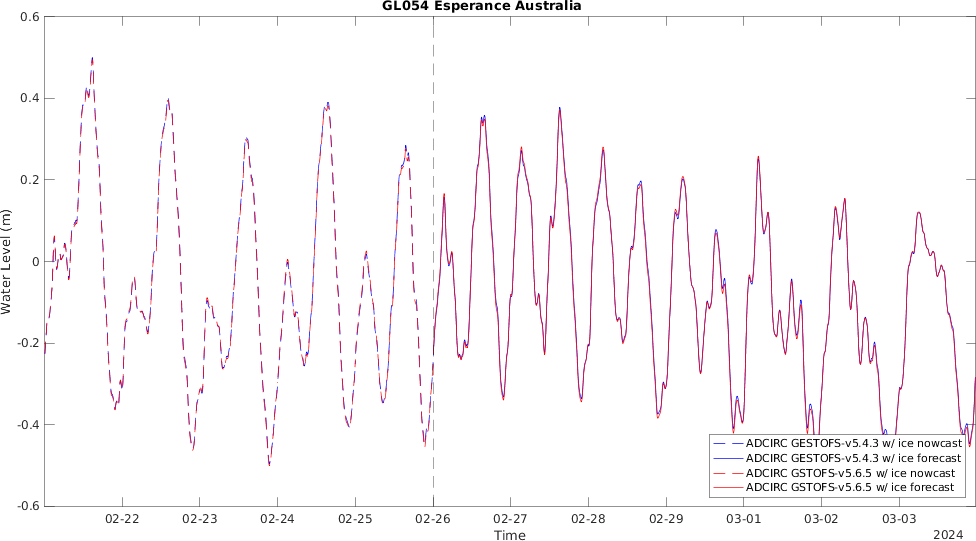 GL054 Esperance Australia
0.6
0.4
0.2
0
-0.2
-0.4
-0.6
Water Level (m)
02-22 02-23 02-24 02-25 02-26 02-27 02-28 02-29 03-01 03-02 03-03
Time
2024
ADCIRC GESTOFS-v5.4.3 w/ ice nowcast
ADCIRC GESTOFS-v5.4.3 w/ ice forecast
ADCIRC GSTOFS-v5.6.5 w/ ice nowcast
ADCIRC GSTOFS-v5.6.5 w/ ice forecast